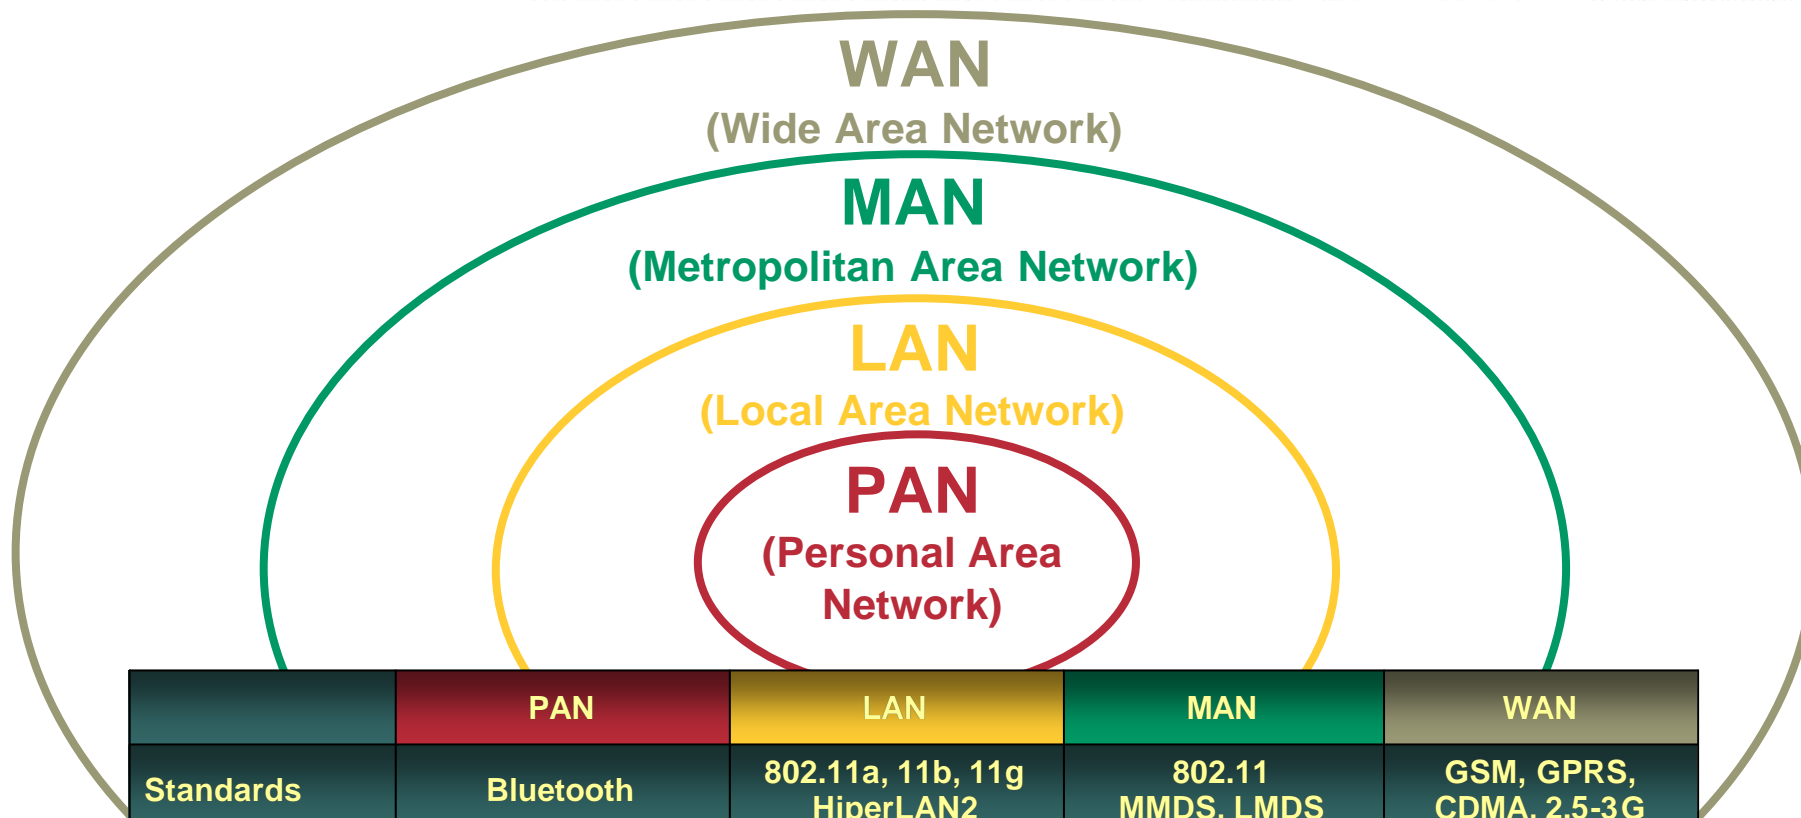 WAN
(Wide Area Network)
MAN
(Metropolitan Area Network)
LAN
(Local Area Network)
PAN
(Personal Area
Network)
PAN LAN MAN WAN
Standards
Bluetooth
802.11a, 11b, 11g
HiperLAN2
802.11
MMDS, LMDS
GSM, GPRS,
CDMA, 2.5-3G